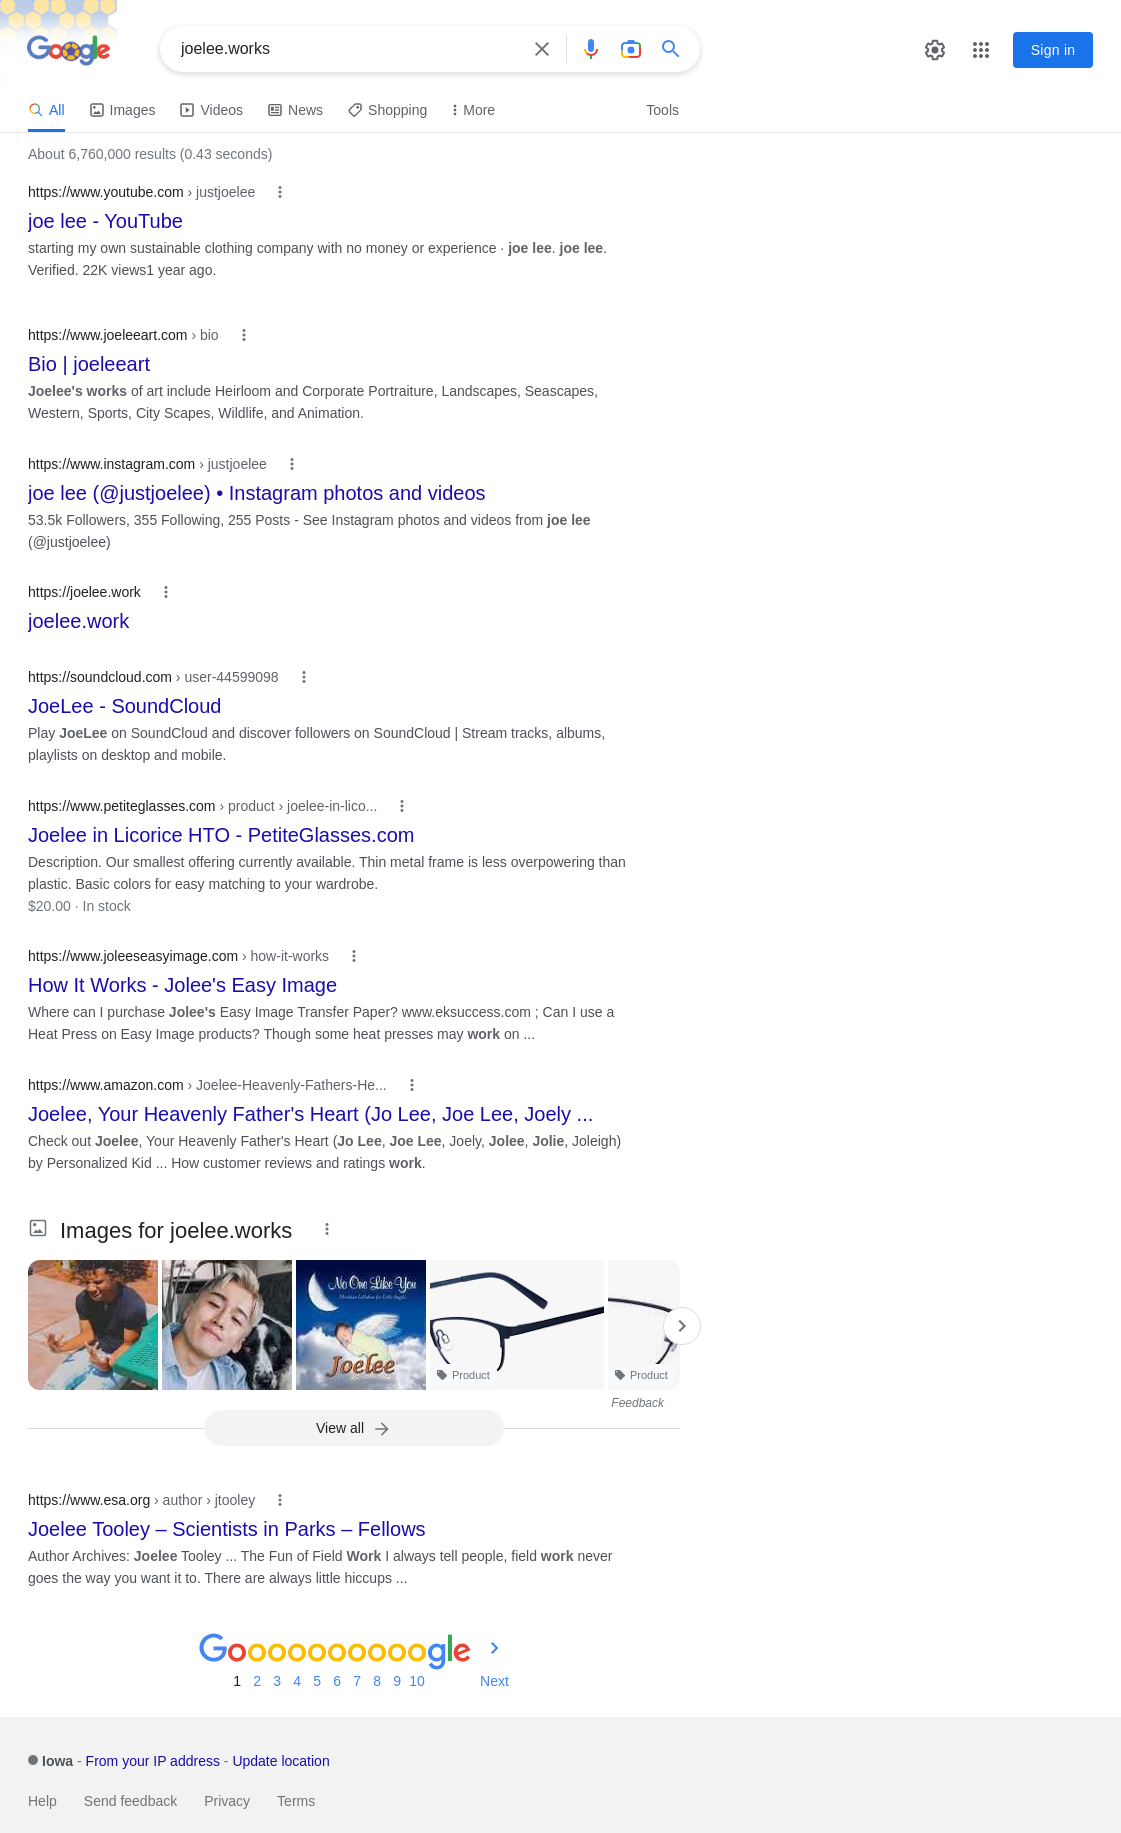 Google
joelee.works
Sign in
All Images Videos News Shopping More Tools
About 6,760,000 results (0.43 seconds)
https://www.youtube.com › justjoelee
joe lee - YouTube
starting my own sustainable clothing company with no money or experience · joe lee. joe lee.
Verified. 22K views1 year ago.
https://www.joeleeart.com › bio
Bio | joeleeart
Joelee's works of art include Heirloom and Corporate Portraiture, Landscapes, Seascapes,
Western, Sports, City Scapes, Wildlife, and Animation.
https://www.instagram.com › justjoelee
joe lee (@justjoelee) • Instagram photos and videos
53.5k Followers, 355 Following, 255 Posts - See Instagram photos and videos from joe lee
(@justjoelee)
https://joelee.work
joelee.work
https://soundcloud.com › user-44599098
JoeLee - SoundCloud
Play JoeLee on SoundCloud and discover followers on SoundCloud | Stream tracks, albums,
playlists on desktop and mobile.
https://www.petiteglasses.com › product › joelee-in-lico...
Joelee in Licorice HTO - PetiteGlasses.com
Description. Our smallest offering currently available. Thin metal frame is less overpowering than
plastic. Basic colors for easy matching to your wardrobe.
$20.00 · In stock
https://www.joleeseasyimage.com › how-it-works
How It Works - Jolee's Easy Image
Where can I purchase Jolee's Easy Image Transfer Paper? www.eksuccess.com ; Can I use a
Heat Press on Easy Image products? Though some heat presses may work on ...
https://www.amazon.com › Joelee-Heavenly-Fathers-He...
Joelee, Your Heavenly Father's Heart (Jo Lee, Joe Lee, Joely ...
Check out Joelee, Your Heavenly Father's Heart (Jo Lee, Joe Lee, Joely, Jolee, Jolie, Joleigh)
by Personalized Kid ... How customer reviews and ratings work.
Images for joelee.works
No One Like You
Christian Lullabies for Little Angels
Joelee
Product
Product
Feedback
View all
https://www.esa.org › author › jtooley
Joelee Tooley – Scientists in Parks – Fellows
Author Archives: Joelee Tooley ... The Fun of Field Work I always tell people, field work never
goes the way you want it to. There are always little hiccups ...
Goooooooooogle
1 2 3 4 5 6 7 8 9 10 Next
Iowa - From your IP address - Update location
Help Send feedback Privacy Terms